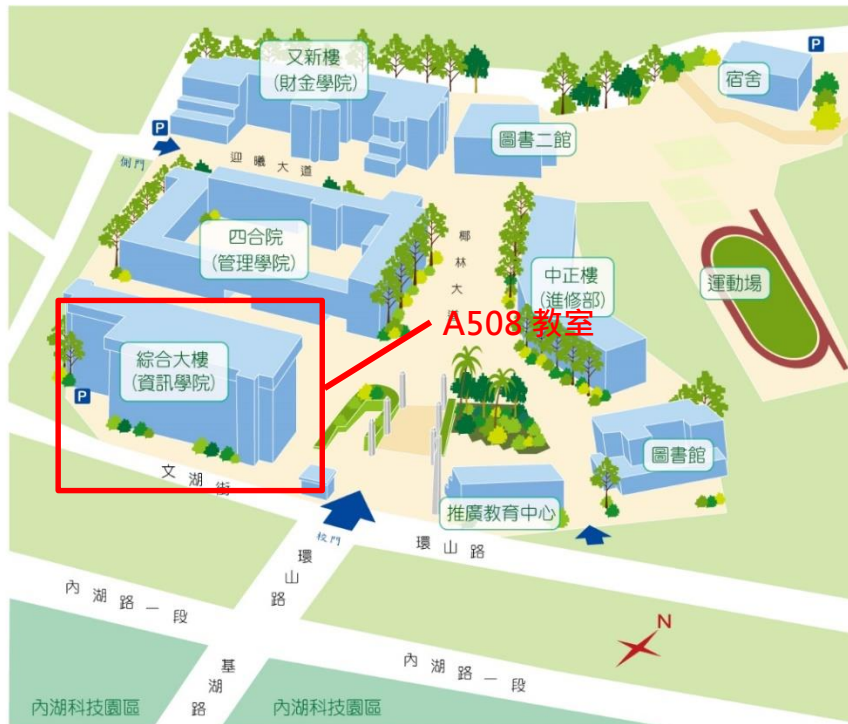 又新樓
(財金學院)
P
宿舍
圖書二館
P
側門
迎曦大道
四合院
(管理學院)
椰林大道
中正樓
(進修部)
運動場
A508 教室
綜合大樓
(資訊學院)
P
圖書館
文湖街
推廣教育中心
校門
環山路
環山路
內湖路一段
N
基湖路
內湖路一段
內湖科技園區
內湖科技園區